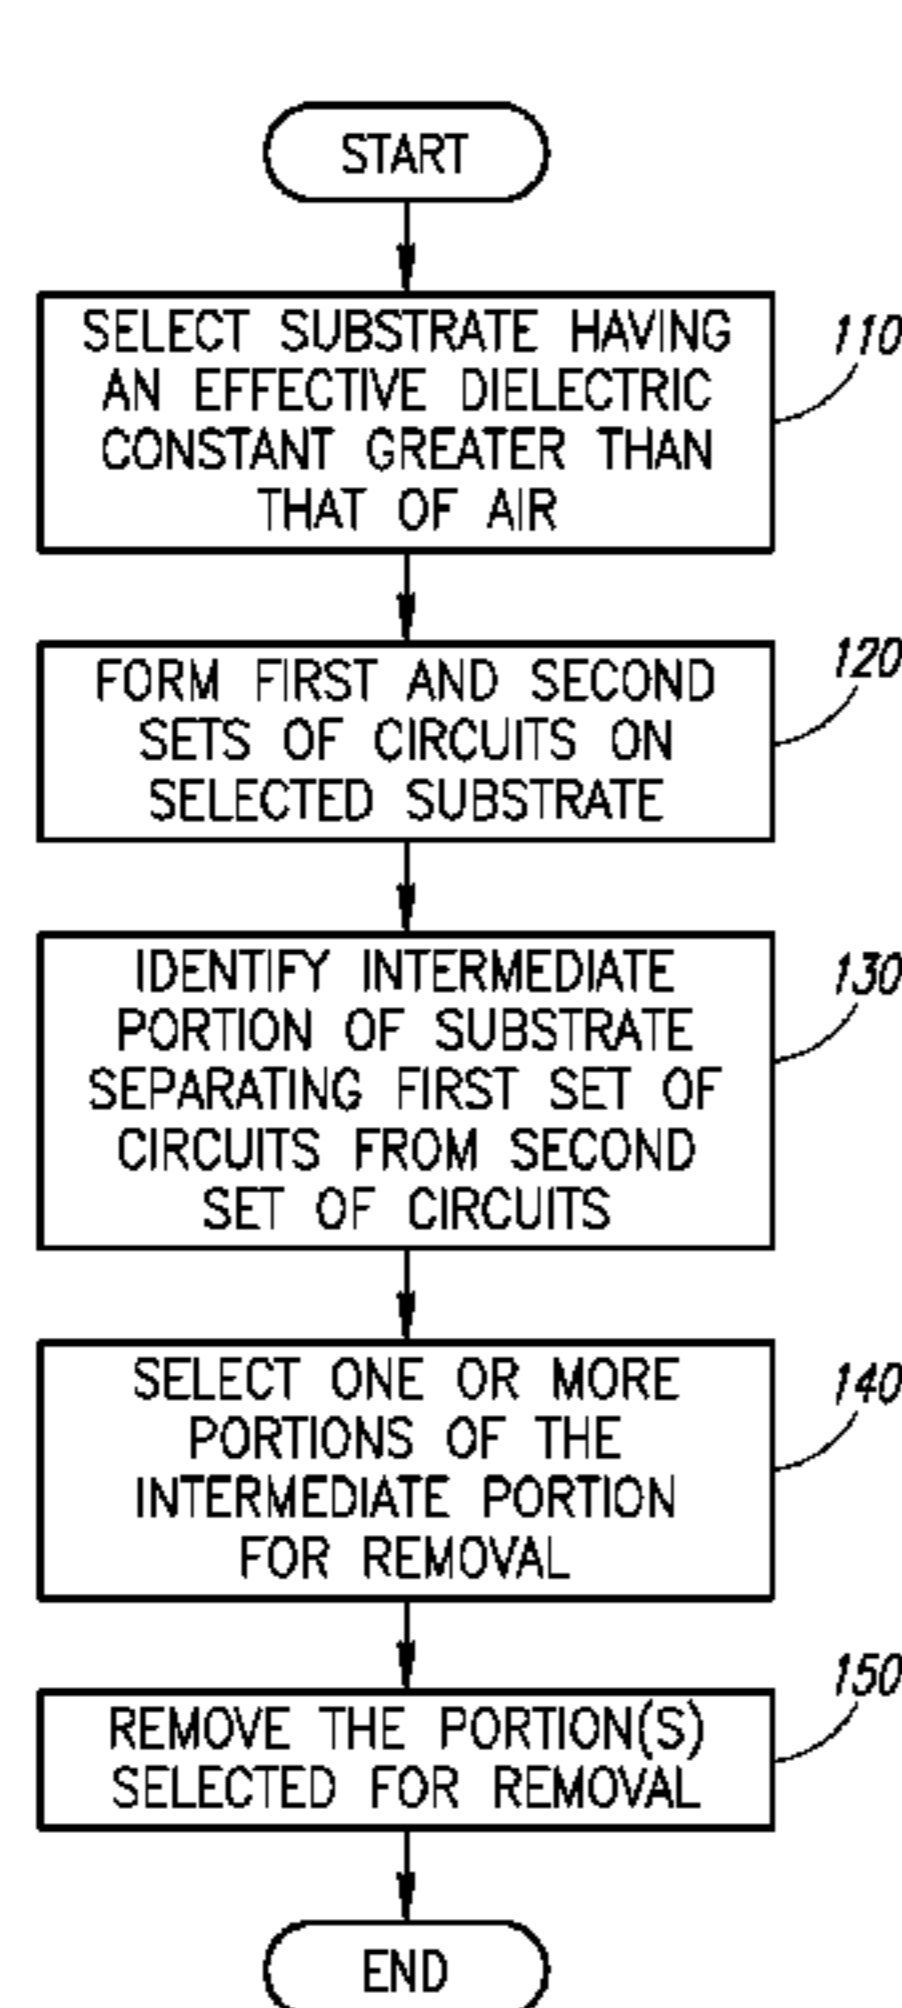 START
SELECT SUBSTRATE HAVING
AN EFFECTIVE DIELECTRIC
CONSTANT GREATER THAN
THAT OF AIR
110
FORM FIRST AND SECOND
SETS OF CIRCUITS ON
SELECTED SUBSTRATE
120
IDENTIFY INTERMEDIATE
PORTION OF SUBSTRATE
SEPARATING FIRST SET OF
CIRCUITS FROM SECOND
SET OF CIRCUITS
130
SELECT ONE OR MORE
PORTIONS OF THE
INTERMEDIATE PORTION
FOR REMOVAL
140
REMOVE THE PORTION(S)
SELECTED FOR REMOVAL
150
END